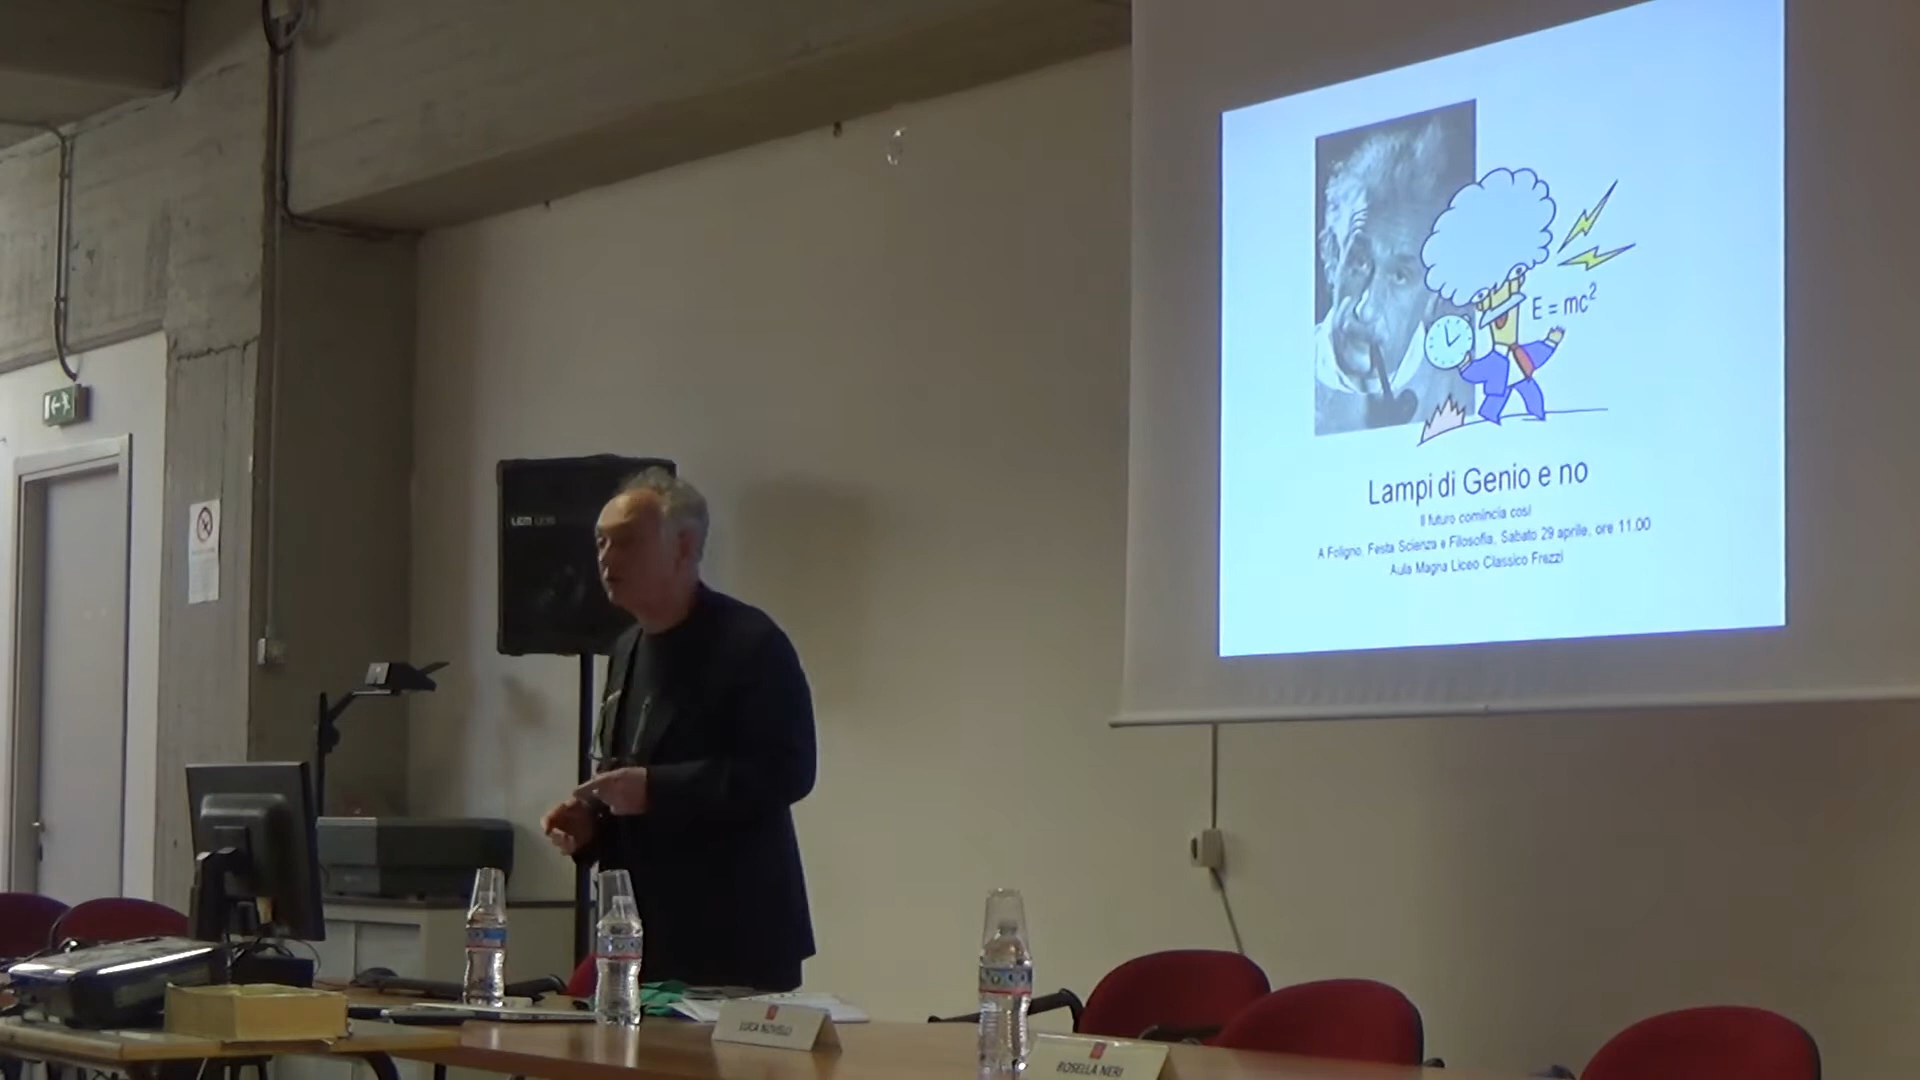 E = mc²
Lampi di Genio e no
Il futuro comincia così
A Foligno, Festa Scienza e Filosofia, Sabato 29 aprile, ore 11.00
Aula Magna Liceo Classico Frezzi
LEM
LUCA NOVELLI
ROSELLA NERI